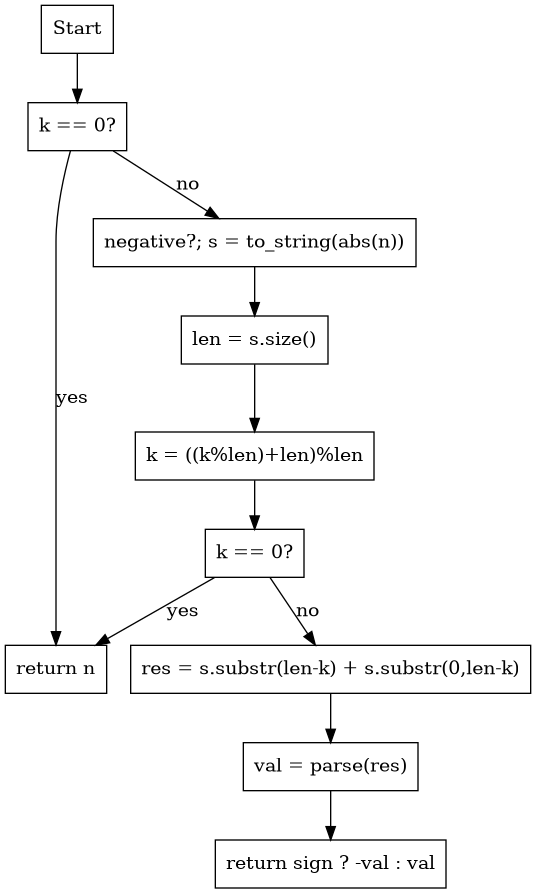 Start
k == 0?
no
negative?; s = to_string(abs(n))
len = s.size()
yes
k = ((k%len)+len)%len
k == 0?
yes
no
return n
res = s.substr(len-k) + s.substr(0,len-k)
val = parse(res)
return sign ? -val : val